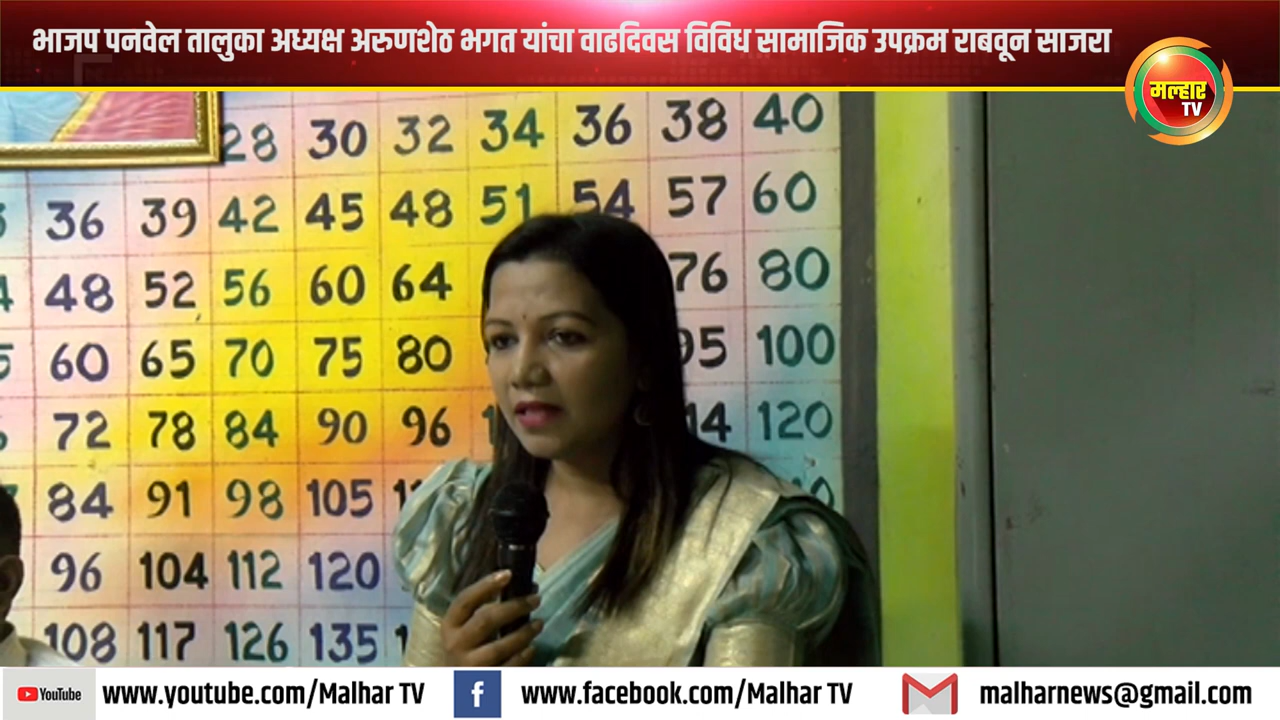 भाजप पनवेल तालुका अध्यक्ष अरुणशेठ भगत यांचा वाढदिवस विविध सामाजिक उपक्रम राबवून साजरा
मल्हार
TV
28 30 32 34 36 38 40
36 39 42 45 48 51 54 57 60
48 52 56 60 64 76 80
60 65 70 75 80 95 100
72 78 84 90 96 120
84 91 98 105
96 104 112 120
108 117 126 135
YouTube www.youtube.com/Malhar TV www.facebook.com/Malhar TV malharnews@gmail.com